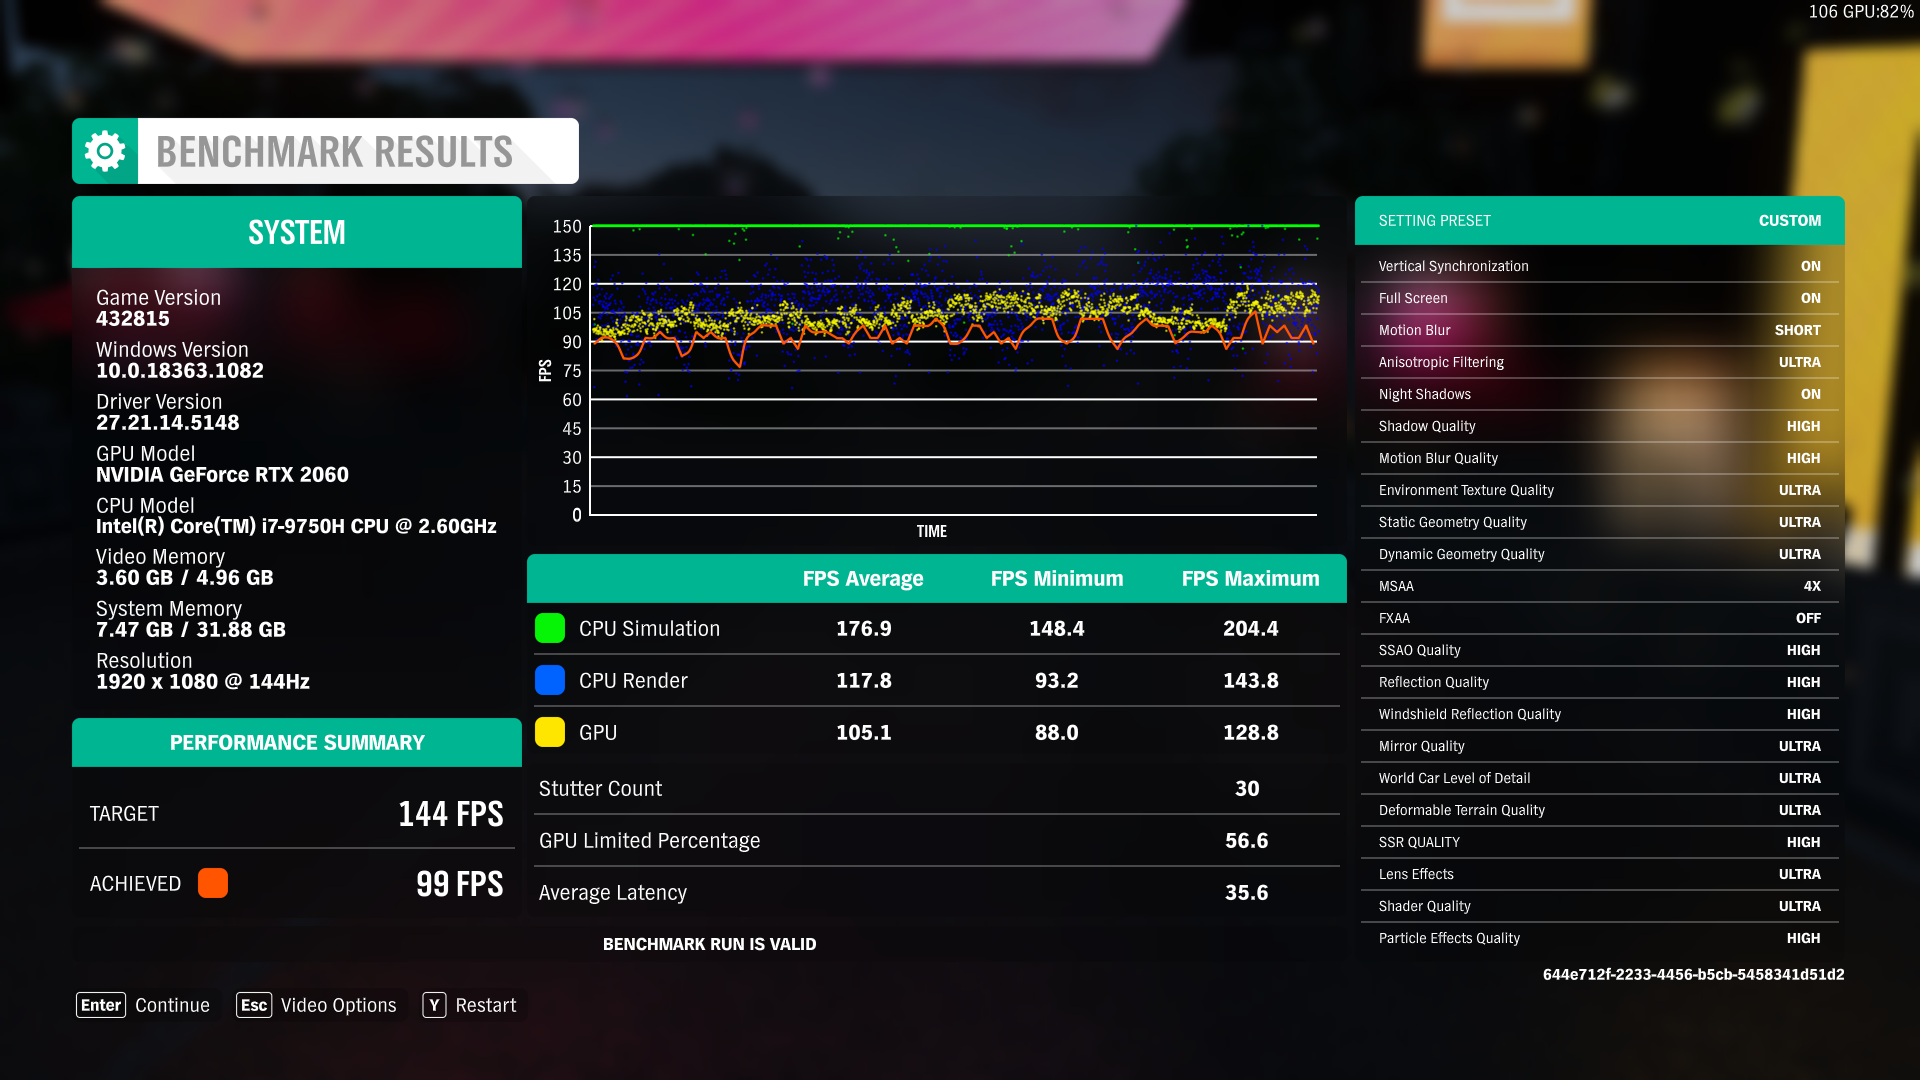 106 GPU:82%
BENCHMARK RESULTS
SYSTEM
Game Version
432815
Windows Version
10.0.18363.1082
Driver Version
27.21.14.5148
GPU Model
NVIDIA GeForce RTX 2060
CPU Model
Intel(R) Core(TM) i7-9750H CPU @ 2.60GHz
Video Memory
3.60 GB / 4.96 GB
System Memory
7.47 GB / 31.88 GB
Resolution
1920 x 1080 @ 144Hz
PERFORMANCE SUMMARY
TARGET 144 FPS
ACHIEVED 99 FPS
150
135
120
105
90
75
60
45
30
15
0
FPS
TIME
FPS Average FPS Minimum FPS Maximum
CPU Simulation 176.9 148.4 204.4
CPU Render 117.8 93.2 143.8
GPU 105.1 88.0 128.8
Stutter Count 30
GPU Limited Percentage 56.6
Average Latency 35.6
BENCHMARK RUN IS VALID
SETTING PRESET CUSTOM
Vertical Synchronization ON
Full Screen ON
Motion Blur SHORT
Anisotropic Filtering ULTRA
Night Shadows ON
Shadow Quality HIGH
Motion Blur Quality HIGH
Environment Texture Quality ULTRA
Static Geometry Quality ULTRA
Dynamic Geometry Quality ULTRA
MSAA 4X
FXAA OFF
SSAO Quality HIGH
Reflection Quality HIGH
Windshield Reflection Quality HIGH
Mirror Quality ULTRA
World Car Level of Detail ULTRA
Deformable Terrain Quality ULTRA
SSR QUALITY HIGH
Lens Effects ULTRA
Shader Quality ULTRA
Particle Effects Quality HIGH
644e712f-2233-4456-b5cb-5458341d51d2
Enter Continue Esc Video Options Y Restart